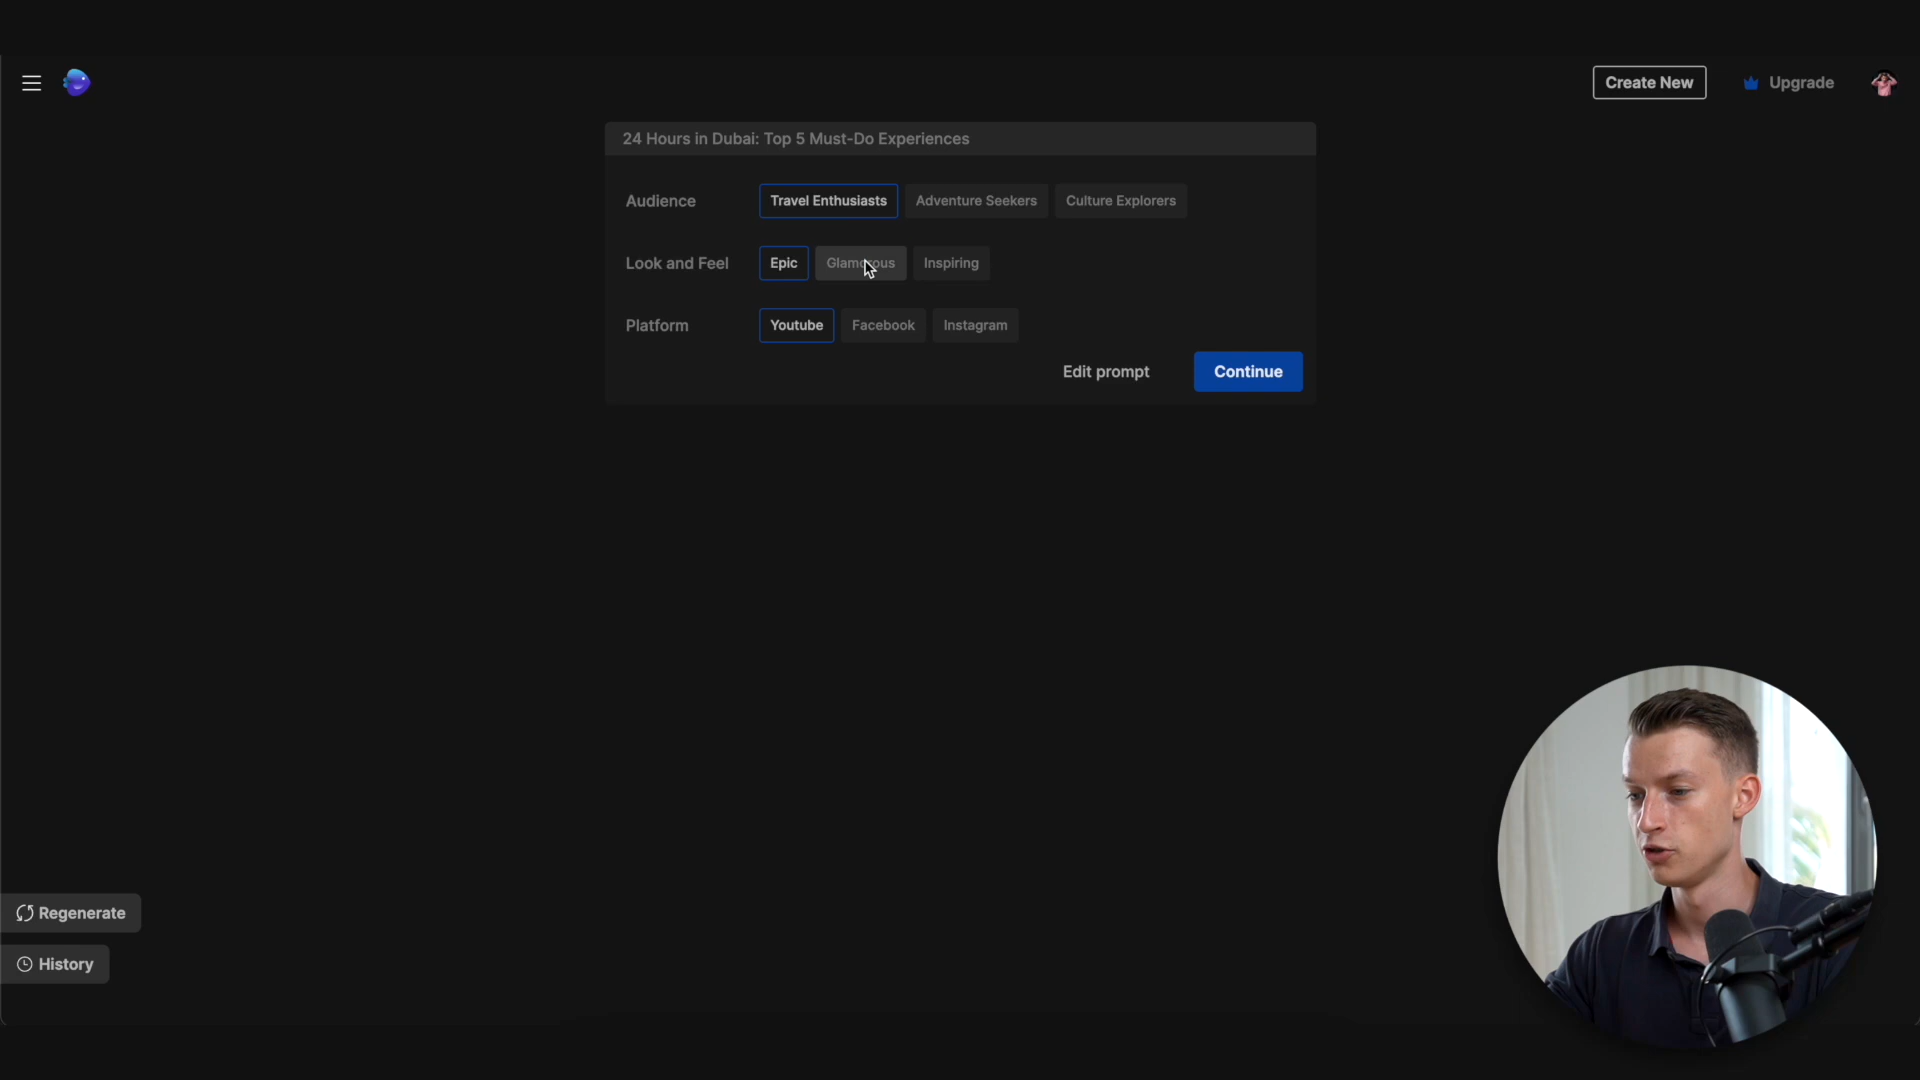 Create New
Upgrade
24 Hours in Dubai: Top 5 Must-Do Experiences
Audience
Travel Enthusiasts
Adventure Seekers
Culture Explorers
Look and Feel
Epic
Glamorous
Inspiring
Platform
Youtube
Facebook
Instagram
Edit prompt
Continue
Regenerate
History